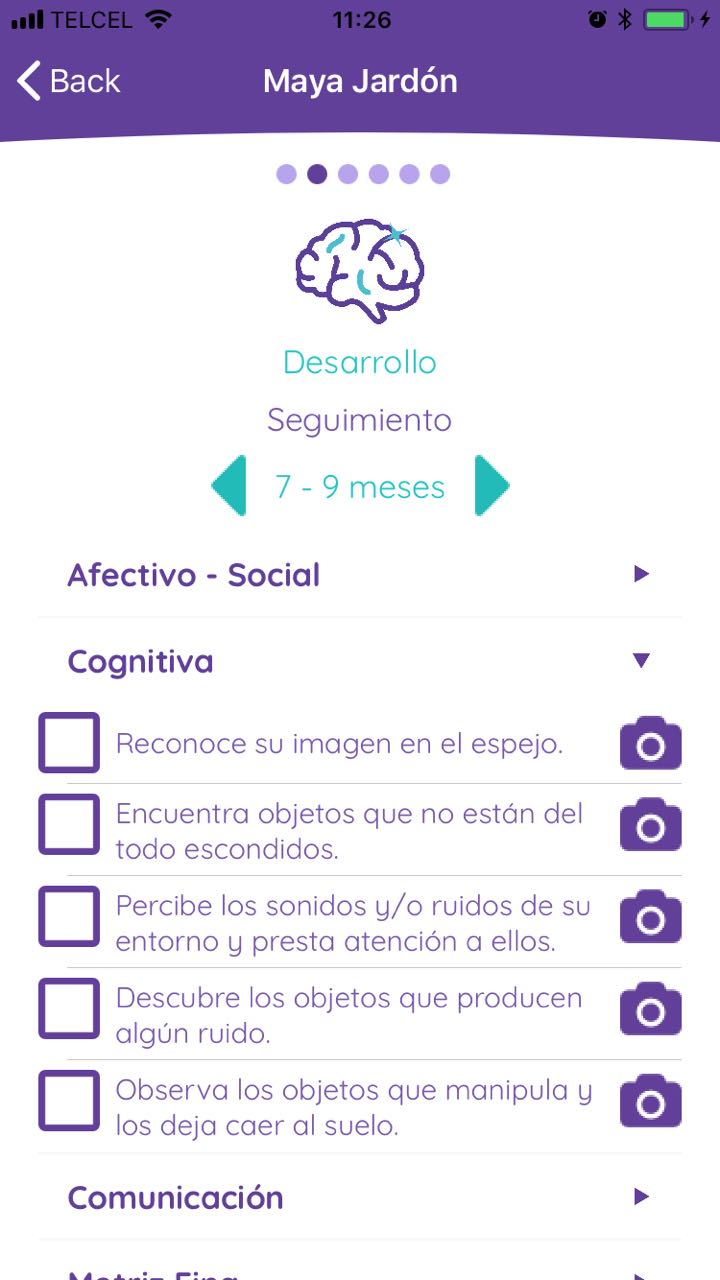 TELCEL
11:26
Back
Maya Jardón
Desarrollo
Seguimiento
7 - 9 meses
Afectivo - Social
Cognitiva
Reconoce su imagen en el espejo.
Encuentra objetos que no están del
todo escondidos.
Percibe los sonidos y/o ruidos de su
entorno y presta atención a ellos.
Descubre los objetos que producen
algún ruido.
Observa los objetos que manipula y
los deja caer al suelo.
Comunicación
Motriz Fina